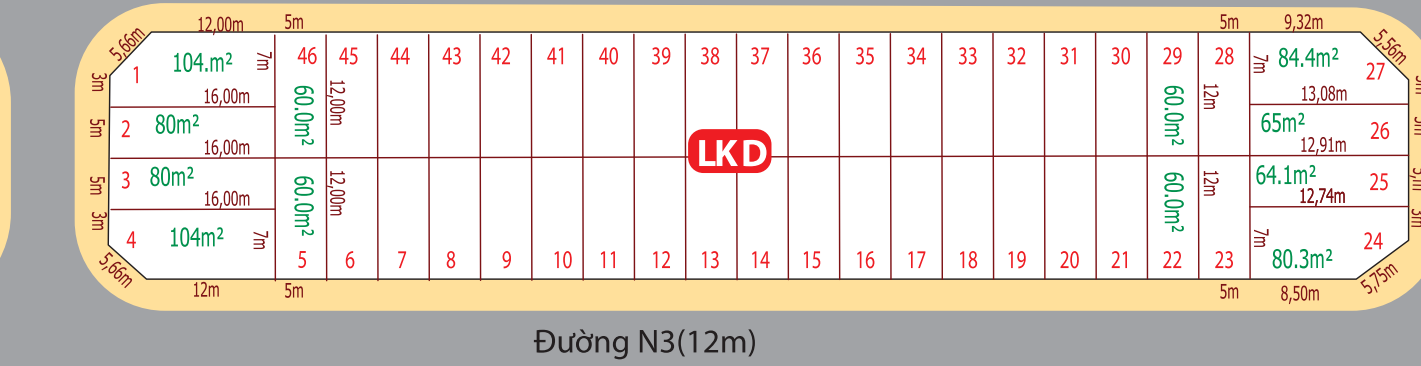 12,00m 5m 5m 9,32m
5,66m 5,56m
46 45 44 43 42 41 40 39 38 37 36 35 34 33 32 31 30 29 28
1 104.m² 7m 7m 84.4m² 27
3m 60.0m² 12,00m 60.0m² 12m
16,00m 13,08m
5m 2 80m² 65m² 26
16,00m 12,91m
LKD
5m 3 80m² 60.0m² 12,00m 60.0m² 12m 64.1m² 25
16,00m 12,74m
3m 4 104m² 7m 7m 24
5 6 7 8 9 10 11 12 13 14 15 16 17 18 19 20 21 22 23 80.3m²
5,66m 5,75m
12m 5m 5m 8,50m
Đường N3(12m)